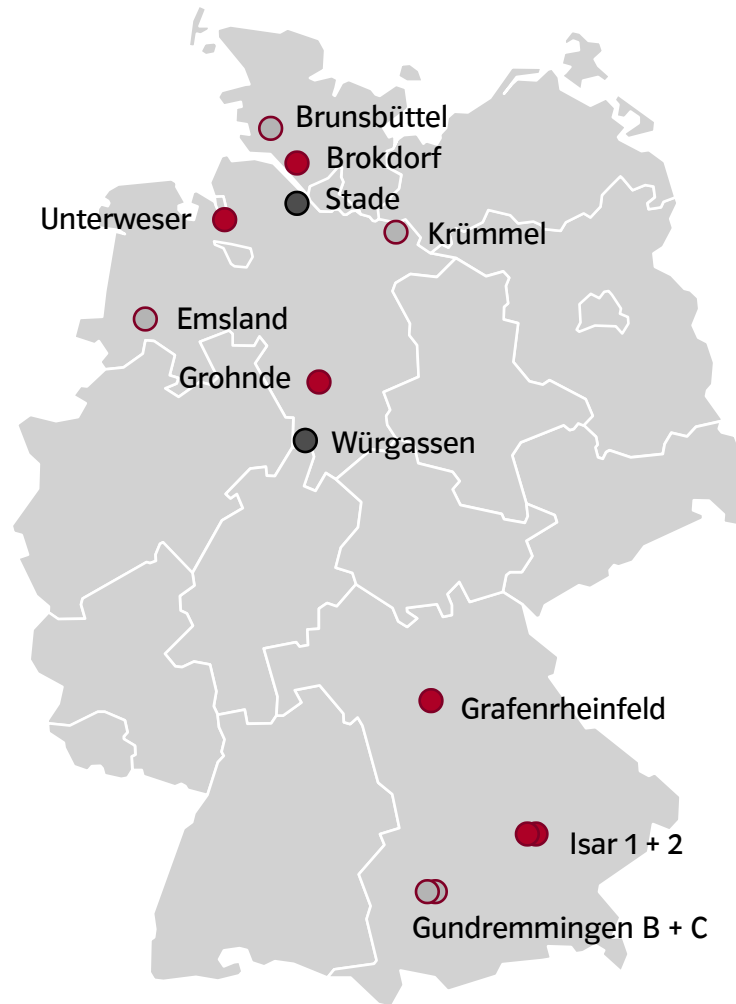 Brunsbüttel
Brokdorf
Stade
Unterweser
Krümmel
Emsland
Grohnde
Würgassen
Grafenrheinfeld
Isar 1 + 2
Gundremmingen B + C